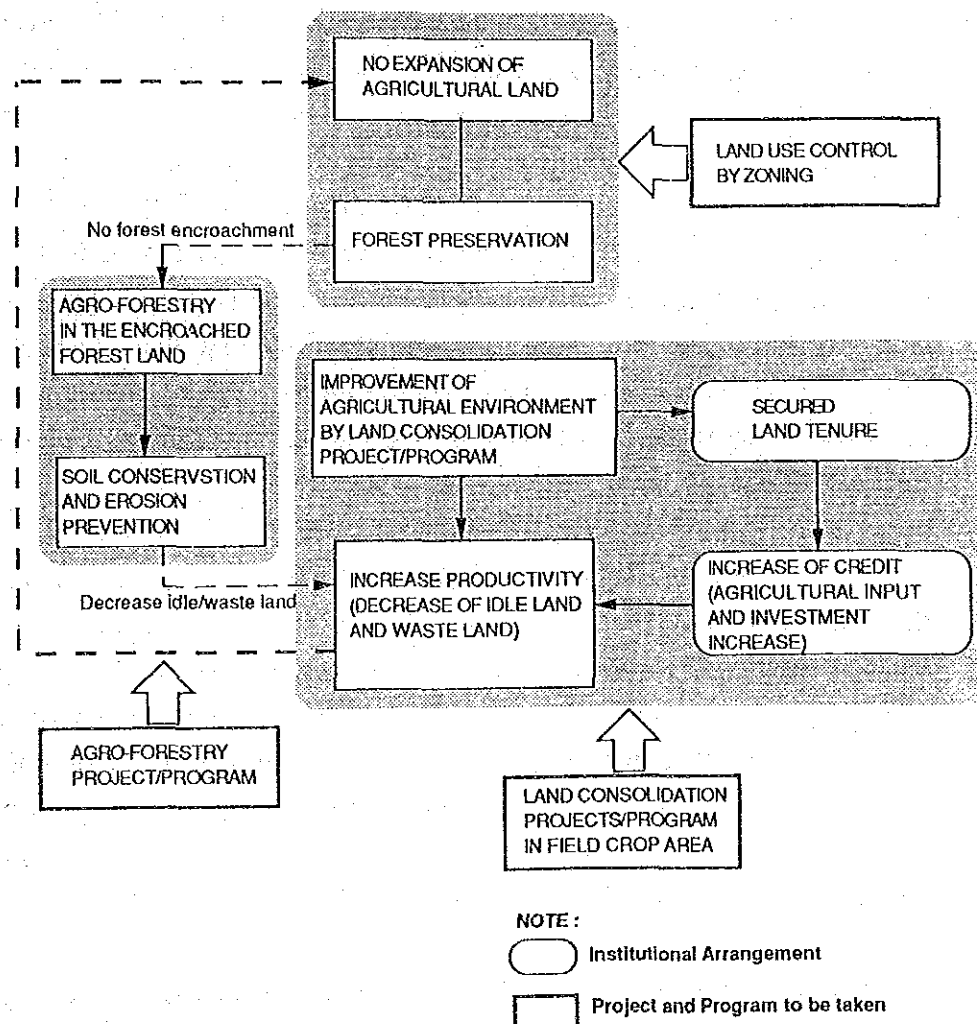 NO EXPANSION OF
AGRICULTURAL LAND
LAND USE CONTROL
BY ZONING
No forest encroachment
FOREST PRESERVATION
AGRO-FORESTRY
IN THE ENCROACHED
FOREST LAND
IMPROVEMENT OF
AGRICULTURAL ENVIRONMENT
BY LAND CONSOLIDATION
PROJECT/PROGRAM
SECURED
LAND TENURE
SOIL CONSERVSTION
AND EROSION
PREVENTION
INCREASE PRODUCTIVITY
(DECREASE OF IDLE LAND
AND WASTE LAND)
INCREASE OF CREDIT
(AGRICULTURAL INPUT
AND INVESTMENT
INCREASE)
Decrease idle/waste land
AGRO-FORESTRY
PROJECT/PROGRAM
LAND CONSOLIDATION
PROJECTS/PROGRAM
IN FIELD CROP AREA
NOTE :
Institutional Arrangement
Project and Program to be taken